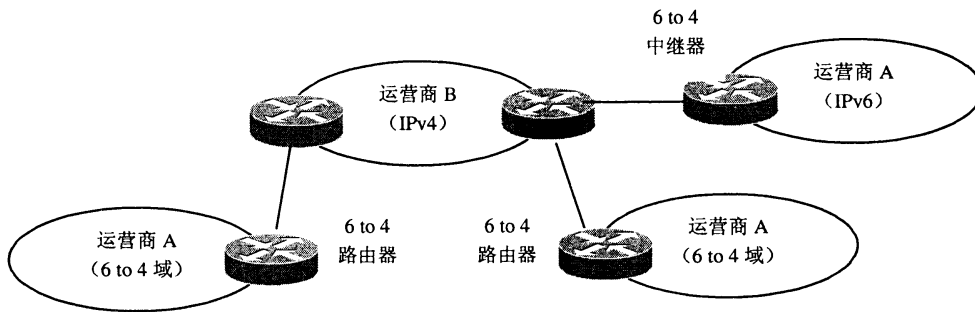 6 to 4
中继器
运营商 A
（IPv6）
运营商 B
（IPv4）
6 to 4
路由器
6 to 4
路由器
运营商 A
（6 to 4 域）
运营商 A
（6 to 4 域）